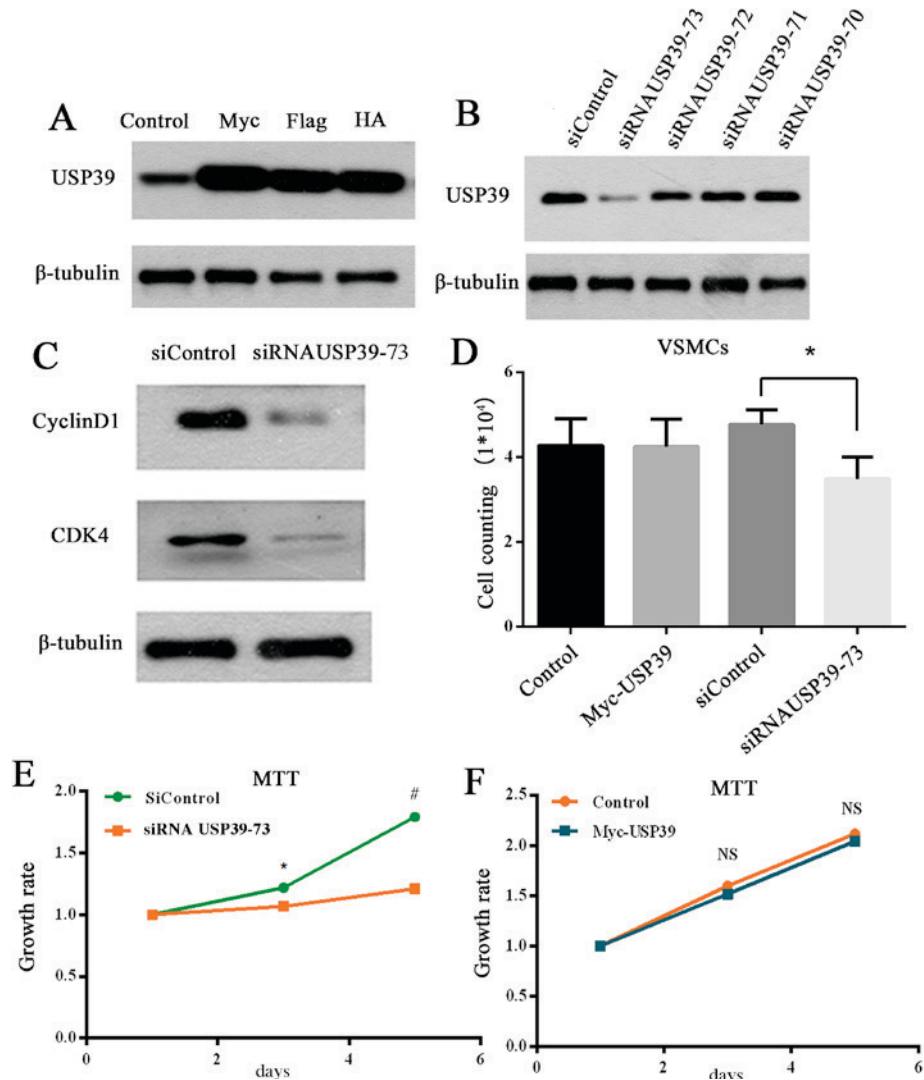 A
Control Myc Flag HA
USP39
β-tubulin
B
siControl
siRNAUSP39-73
siRNAUSP39-72
siRNAUSP39-71
siRNAUSP39-70
USP39
β-tubulin
C
siControl siRNAUSP39-73
CyclinD1
CDK4
β-tubulin
D
VSMCs
*
Cell counting (1*10⁴)
6
4
2
0
Control
Myc-USP39
siControl
siRNAUSP39-73
E
MTT
SiControl
siRNA USP39-73
*
#
Growth rate
2.0
1.5
1.0
0.5
0.0
0 2 4 6
days
F
MTT
Control
Myc-USP39
NS
NS
Growth rate
2.5
2.0
1.5
1.0
0.5
0.0
0 2 4 6
days